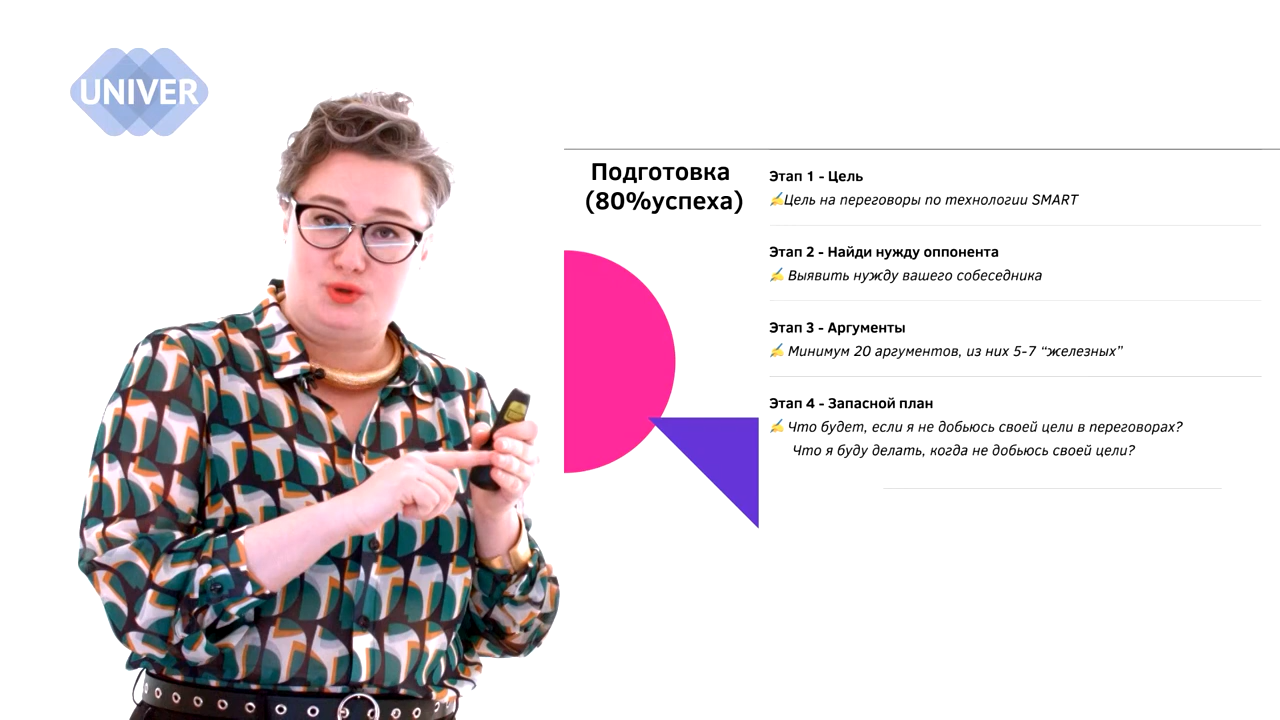 UNIVER
Подготовка
(80%успеха)
Этап 1 - Цель
✍Цель на переговоры по технологии SMART
Этап 2 - Найди нужду оппонента
✍ Выявить нужду вашего собеседника
Этап 3 - Аргументы
✍ Минимум 20 аргументов, из них 5-7 “железных”
Этап 4 - Запасной план
✍ Что будет, если я не добьюсь своей цели в переговорах?
Что я буду делать, когда не добьюсь своей цели?